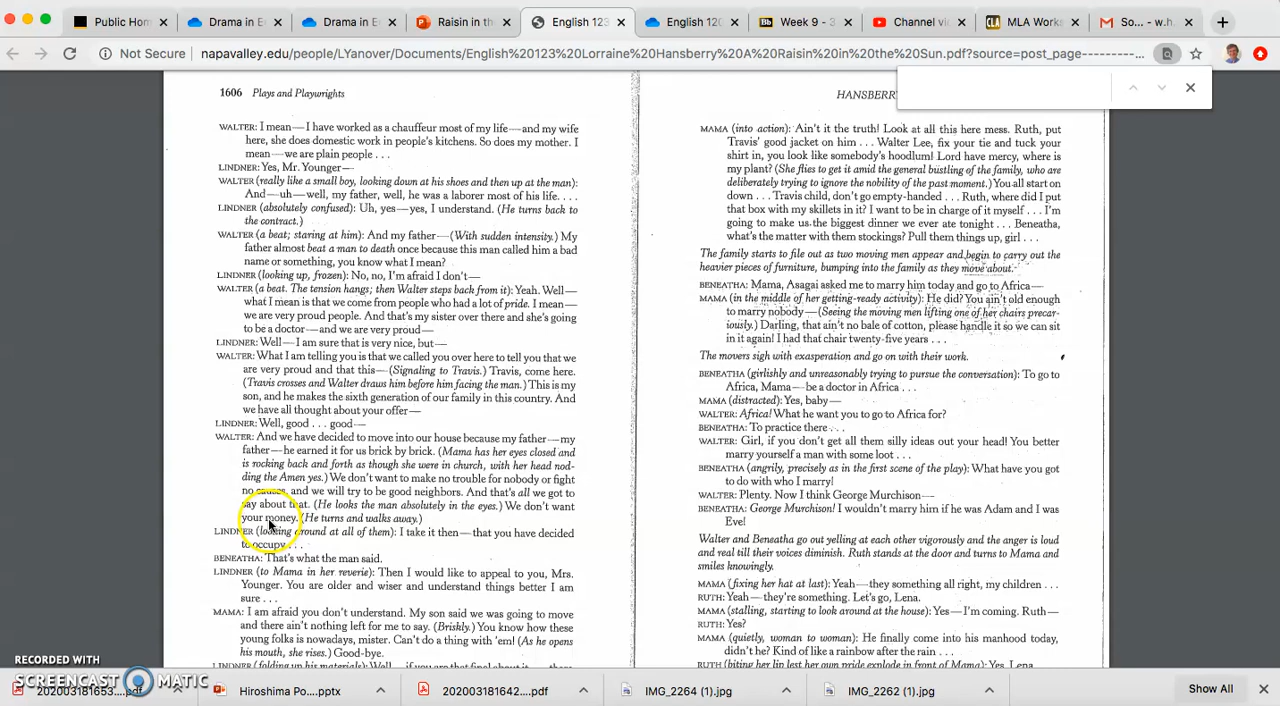 Public Hom
Drama in E
Drama in E
Raisin in th
English 123
English 120
Week 9 - 3
Channel vi
MLA Works
So... - w.h.
Not Secure
napavalley.edu/people/LYanover/Documents/English%20123%20Lorraine%20Hansberry%20A%20Raisin%20in%20the%20Sun.pdf?source=post_page---------...
1606 Plays and Playwrights
WALTER: I mean—I have worked as a chauffeur most of my life—and my wife
here, she does domestic work in people's kitchens. So does my mother. I
mean—we are plain people . . .
LINDNER: Yes, Mr. Younger—
WALTER (really like a small boy, looking down at his shoes and then up at the man):
And—uh—well, my father, well, he was a laborer most of his life. . . .
LINDNER (absolutely confused): Uh, yes—yes, I understand. (He turns back to
the contract.)
WALTER (a beat; staring at him): And my father—(With sudden intensity.) My
father almost beat a man to death once because this man called him a bad
name or something, you know what I mean?
LINDNER (looking up, frozen): No, no, I'm afraid I don't—
WALTER (a beat. The tension hangs; then Walter steps back from it): Yeah. Well—
what I mean is that we come from people who had a lot of pride. I mean—
we are very proud people. And that's my sister over there and she's going
to be a doctor—and we are very proud—
LINDNER: Well—I am sure that is very nice, but—
WALTER: What I am telling you is that we called you over here to tell you that we
are very proud and that this—(Signaling to Travis.) Travis, come here.
(Travis crosses and Walter draws him before him facing the man.) This is my
son, and he makes the sixth generation of our family in this country. And
we have all thought about your offer—
LINDNER: Well, good . . . good—
WALTER: And we have decided to move into our house because my father—my
father—he earned it for us brick by brick. (Mama has her eyes closed and
is rocking back and forth as though she were in church, with her head nod-
ding the Amen yes.) We don't want to make no trouble for nobody or fight
no causes, and we will try to be good neighbors. And that's all we got to
say about that. (He looks the man absolutely in the eyes.) We don't want
your money. (He turns and walks away.)
LINDNER (looking around at all of them): I take it then—that you have decided
to occupy . . .
BENEATHA: That's what the man said.
LINDNER (to Mama in her reverie): Then I would like to appeal to you, Mrs.
Younger. You are older and wiser and understand things better I am
sure . . .
MAMA: I am afraid you don't understand. My son said we was going to move
and there ain't nothing left for me to say. (Briskly.) You know how these
young folks is nowadays, mister. Can't do a thing with 'em! (As he opens
his mouth, she rises.) Good-bye.
LINDNER (folding up his materials): Well—if you are that final about it
HANSBERRY
MAMA (into action): Ain't it the truth! Look at all this here mess. Ruth, put
Travis' good jacket on him . . . Walter Lee, fix your tie and tuck your
shirt in, you look like somebody's hoodlum! Lord have mercy, where is
my plant? (She flies to get it amid the general bustling of the family, who are
deliberately trying to ignore the nobility of the past moment.) You all start on
down . . . Travis child, don't go empty-handed . . . Ruth, where did I put
that box with my skillets in it? I want to be in charge of it myself . . . I'm
going to make us the biggest dinner we ever ate tonight . . . Beneatha,
what's the matter with them stockings? Pull them things up, girl . . .
The family starts to file out as two moving men appear and begin to carry out the
heavier pieces of furniture, bumping into the family as they move about.
BENEATHA: Mama, Asagai asked me to marry him today and go to Africa—
MAMA (in the middle of her getting-ready activity): He did? You ain't old enough
to marry nobody—(Seeing the moving men lifting one of her chairs precar-
iously.) Darling, that ain't no bale of cotton, please handle it so we can sit
in it again! I had that chair twenty-five years . . .
The movers sigh with exasperation and go on with their work.
BENEATHA (girlishly and unreasonably trying to pursue the conversation): To go to
Africa, Mama—be a doctor in Africa . . .
MAMA (distracted): Yes, baby—
WALTER: Africa! What he want you to go to Africa for?
BENEATHA: To practice there . . .
WALTER: Girl, if you don't get all them silly ideas out your head! You better
marry yourself a man with some loot . . .
BENEATHA (angrily, precisely as in the first scene of the play): What have you got
to do with who I marry!
WALTER: Plenty. Now I think George Murchison—
BENEATHA: George Murchison! I wouldn't marry him if he was Adam and I was
Eve!
Walter and Beneatha go out yelling at each other vigorously and the anger is loud
and real till their voices diminish. Ruth stands at the door and turns to Mama and
smiles knowingly.
MAMA (fixing her hat at last): Yeah—they something all right, my children . . .
RUTH: Yeah—they're something. Let's go, Lena.
MAMA (stalling, starting to look around at the house): Yes—I'm coming. Ruth—
RUTH: Yes?
MAMA (quietly, woman to woman): He finally come into his manhood today,
didn't he? Kind of like a rainbow after the rain . . .
RUTH (biting her lip lest her own pride explode in front of Mama): Yes, Lena
RECORDED WITH
SCREENCAST MATIC
202003181653....pdf
Hiroshima Po....pptx
202003181642....pdf
IMG_2264 (1).jpg
IMG_2262 (1).jpg
Show All